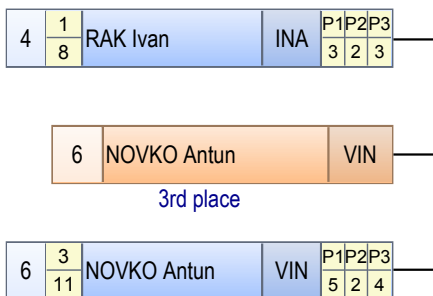 4 1 8 RAK Ivan INA P1 P2 P3 3 2 3
6 NOVKO Antun VIN
3rd place
6 3 11 NOVKO Antun VIN P1 P2 P3 5 2 4